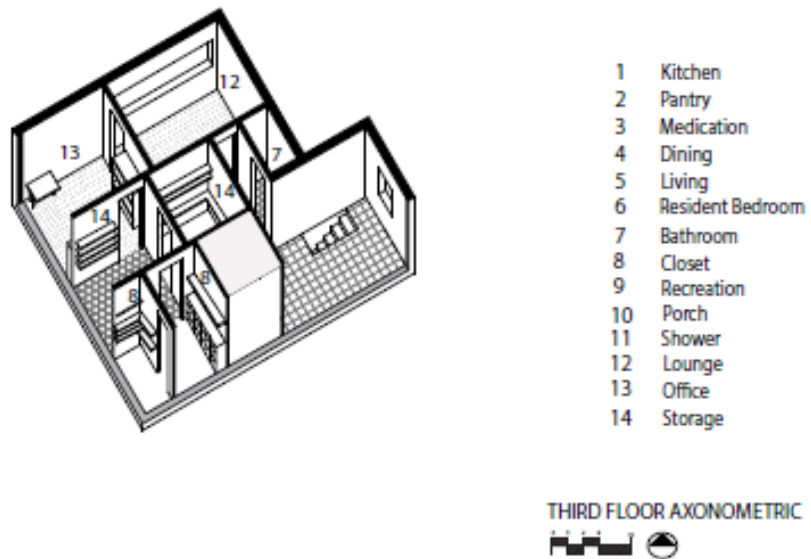 12
13
7
14
14
8
8
1 Kitchen
2 Pantry
3 Medication
4 Dining
5 Living
6 Resident Bedroom
7 Bathroom
8 Closet
9 Recreation
10 Porch
11 Shower
12 Lounge
13 Office
14 Storage
THIRD FLOOR AXONOMETRIC